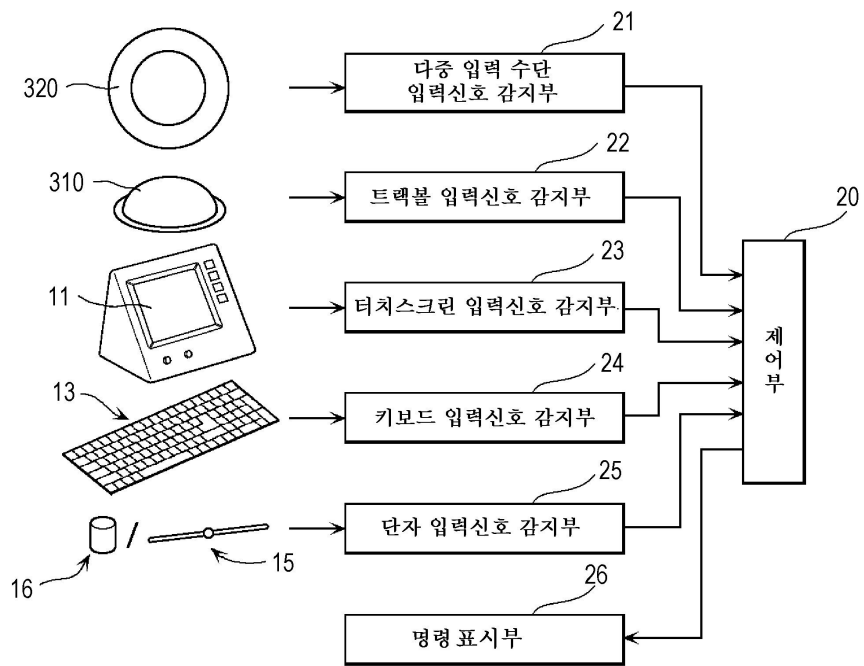 21
다중 입력 수단
입력신호 감지부
320
22
310
트랙볼 입력신호 감지부
20
23
11
터치스크린 입력신호 감지부
제어부
24
13
키보드 입력신호 감지부
25
단자 입력신호 감지부
16
/
15
26
명령 표시부